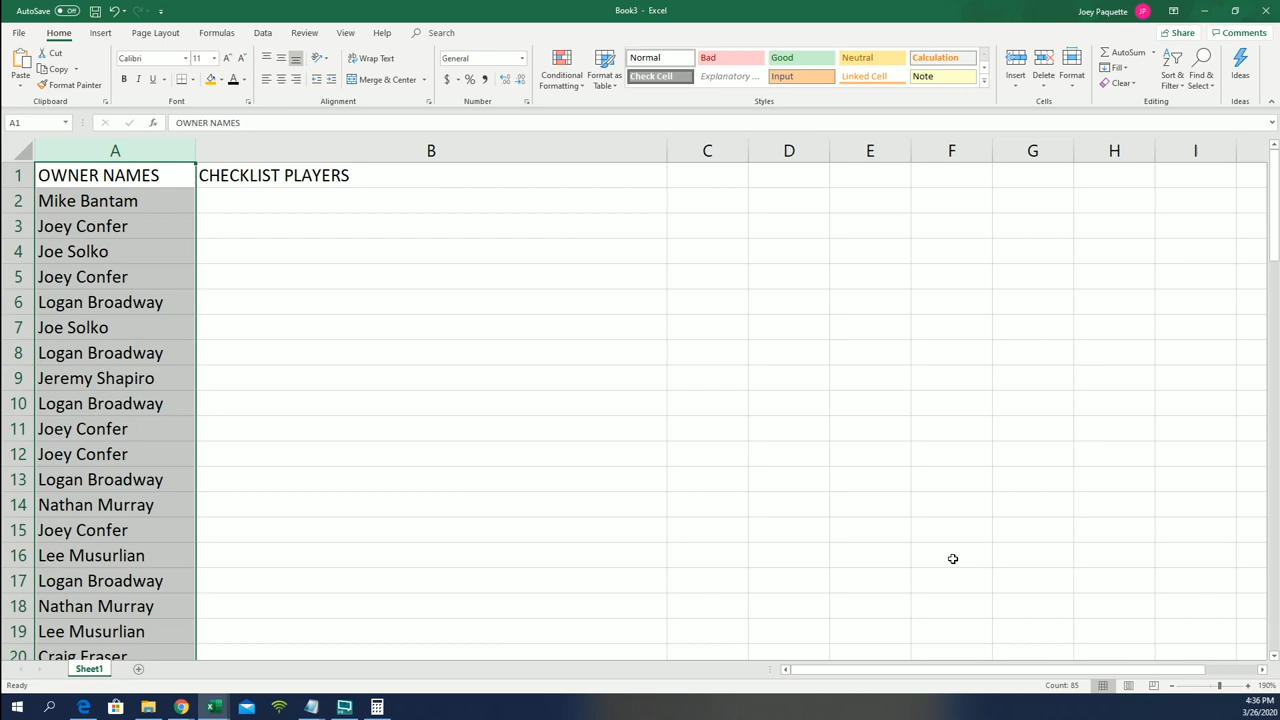 AutoSave Off
Book3 - Excel
Joey Paquette JP
File Home Insert Page Layout Formulas Data Review View Help Search
Share Comments
Paste Cut Copy Format Painter
Calibri 11
B I U
Wrap Text
Merge & Center
General
$ % ,
Conditional Formatting
Format as Table
Normal Bad Good Neutral Calculation
Check Cell Explanatory ... Input Linked Cell Note
Insert Delete Format
AutoSum
Fill
Clear
Sort & Filter
Find & Select
Ideas
Clipboard Font Alignment Number Styles Cells Editing Ideas
A1 fx OWNER NAMES
A B C D E F G H I
1 OWNER NAMES CHECKLIST PLAYERS
2 Mike Bantam
3 Joey Confer
4 Joe Solko
5 Joey Confer
6 Logan Broadway
7 Joe Solko
8 Logan Broadway
9 Jeremy Shapiro
10 Logan Broadway
11 Joey Confer
12 Joey Confer
13 Logan Broadway
14 Nathan Murray
15 Joey Confer
16 Lee Musurlian
17 Logan Broadway
18 Nathan Murray
19 Lee Musurlian
20 Craig Fraser
Sheet1
Ready
Count: 85
190%
4:36 PM
3/26/2020